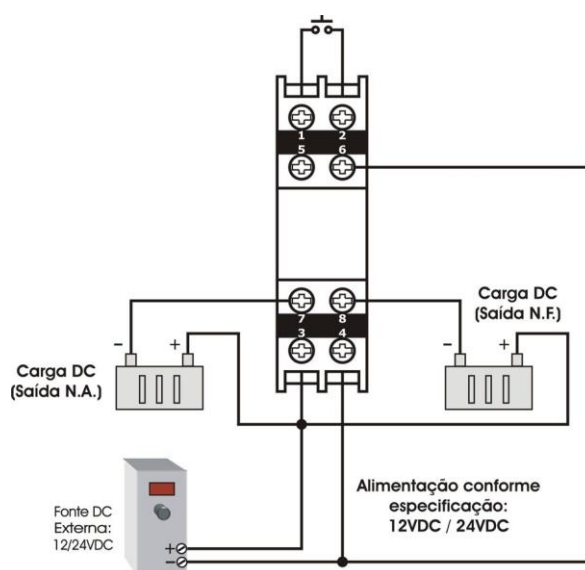 1 2
5 6
7 8
3 4
- +
Carga DC
(Saída N.A.)
Carga DC
(Saída N.F.)
- +
Fonte DC
Externa:
12/24VDC
+
-
Alimentação conforme
especificação:
12VDC / 24VDC